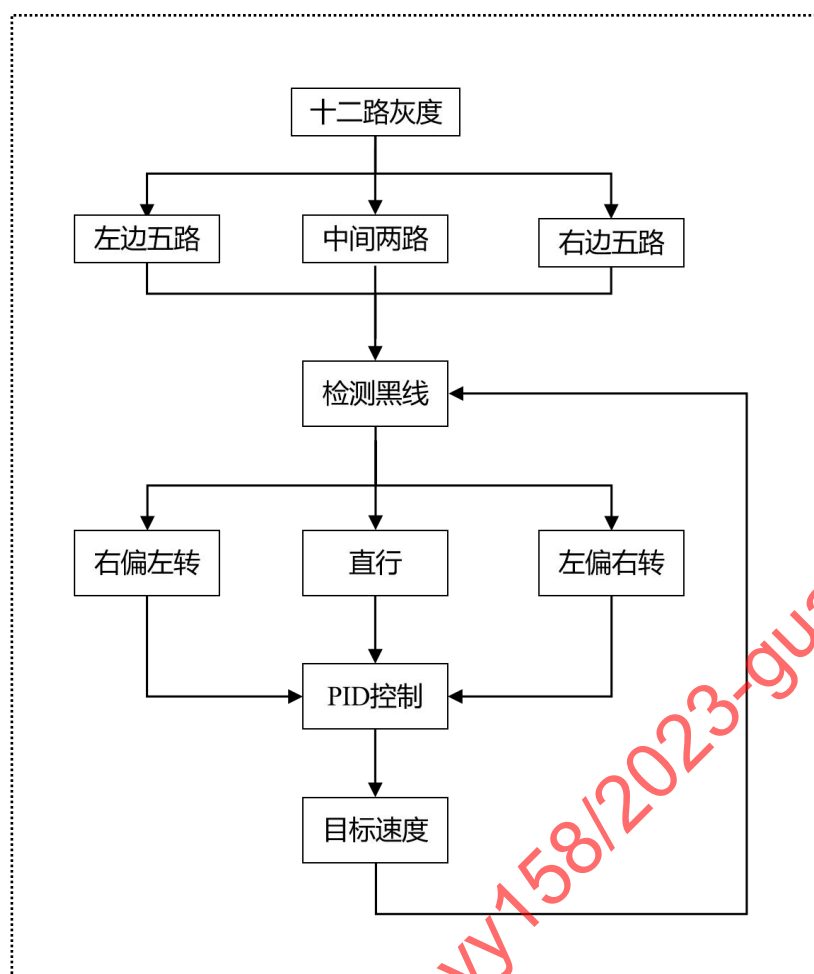 十二路灰度
左边五路
中间两路
右边五路
检测黑线
右偏左转
直行
左偏右转
PID控制
目标速度
vy158/2023-gua